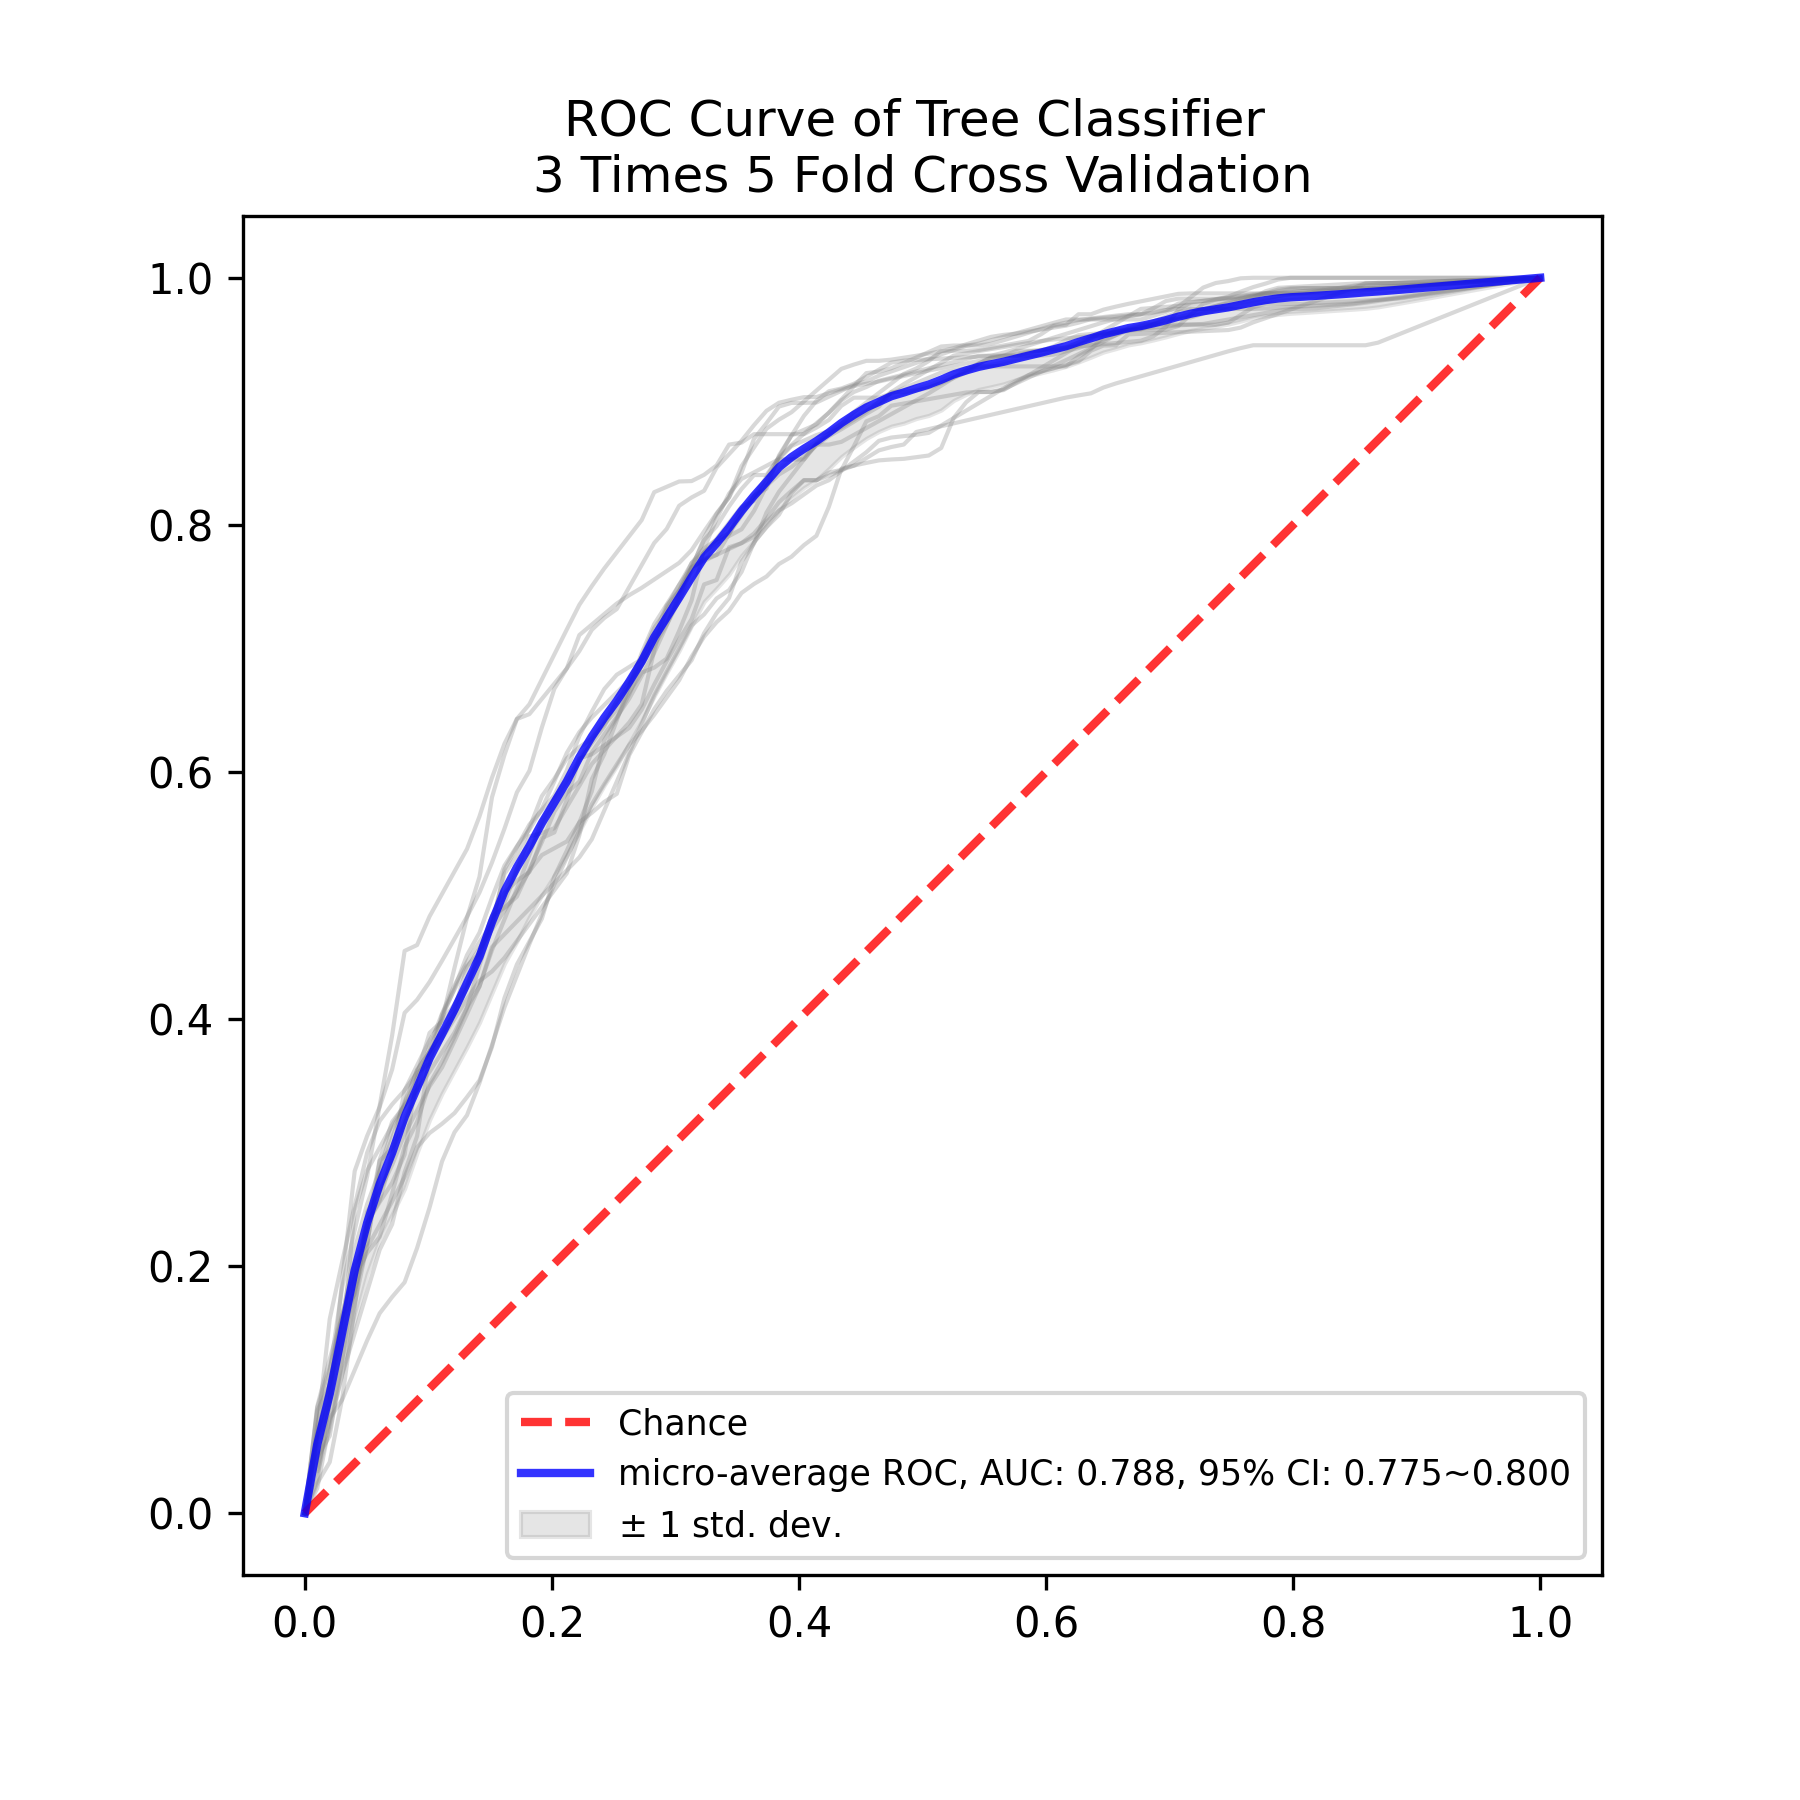 ROC Curve of Tree Classifier
3 Times 5 Fold Cross Validation
1.0
0.8
0.6
0.4
0.2
0.0
Chance
micro-average ROC, AUC: 0.788, 95% CI: 0.775~0.800
± 1 std. dev.
0.0 0.2 0.4 0.6 0.8 1.0